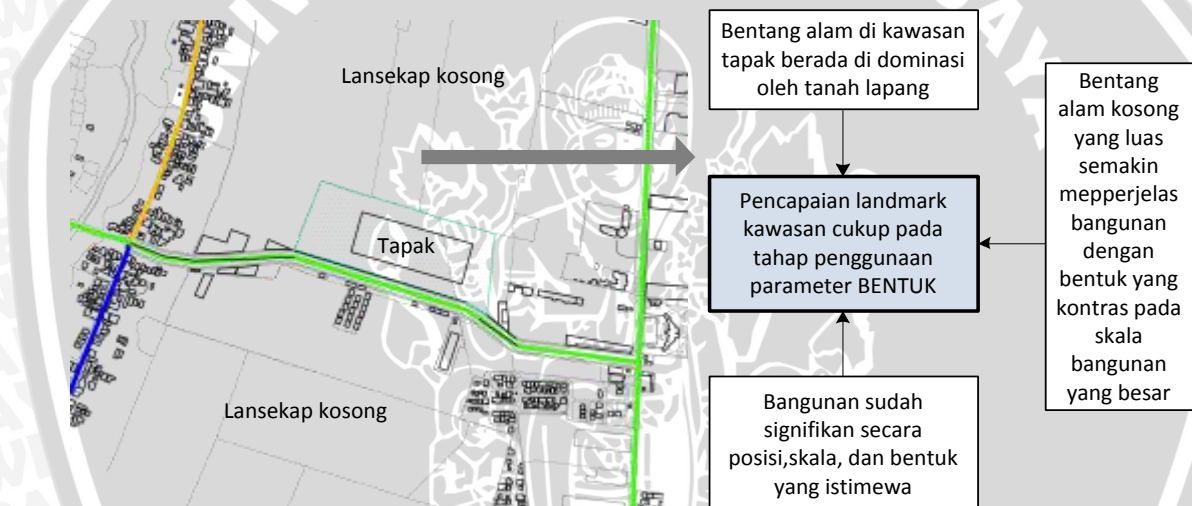 Lansekap kosong
Tapak
Lansekap kosong
Bentang alam di kawasan
tapak berada di dominasi
oleh tanah lapang
Pencapaian landmark
kawasan cukup pada
tahap penggunaan
parameter BENTUK
Bangunan sudah
signifikan secara
posisi,skala, dan bentuk
yang istimewa
Bentang
alam kosong
yang luas
semakin
mepperjelas
bangunan
dengan
bentuk yang
kontras pada
skala
bangunan
yang besar